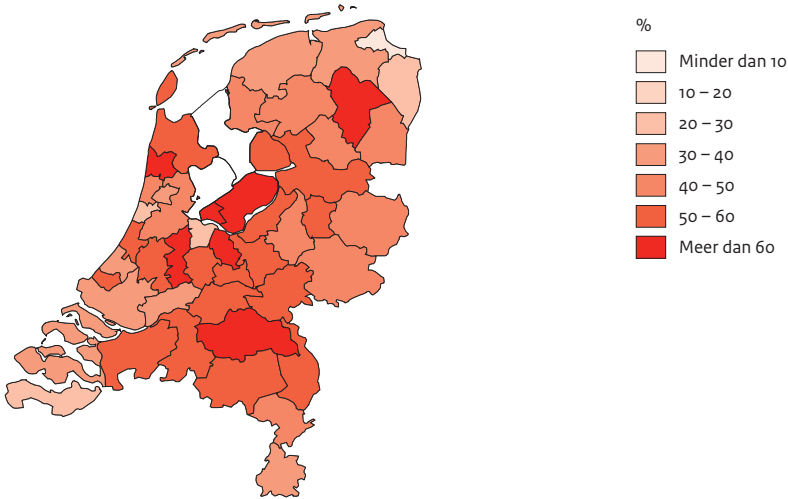 %
Minder dan 10
10 – 20
20 – 30
30 – 40
40 – 50
50 – 60
Meer dan 60